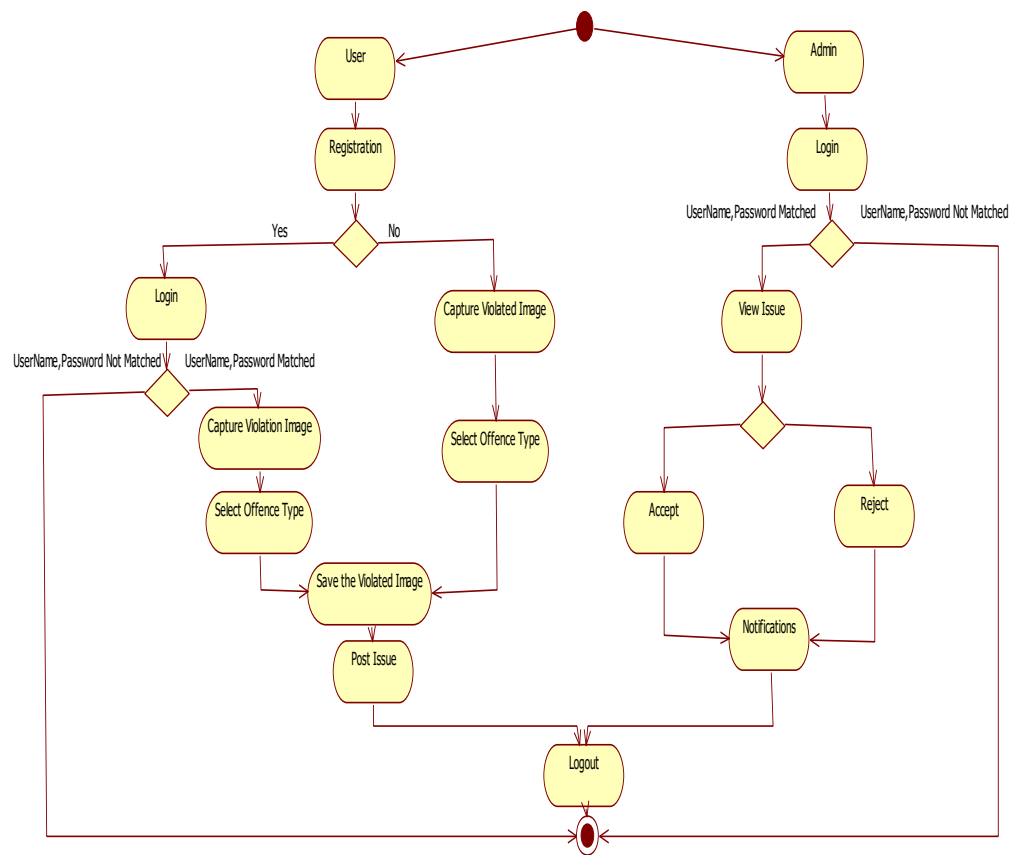 User
Admin
Registration
Login
UserName,Password Matched
UserName,Password Not Matched
Yes
No
Login
Capture Violated Image
View Issue
UserName,Password Not Matched
UserName,Password Matched
Capture Violation Image
Select Offence Type
Select Offence Type
Accept
Reject
Save the Violated Image
Notifications
Post Issue
Logout